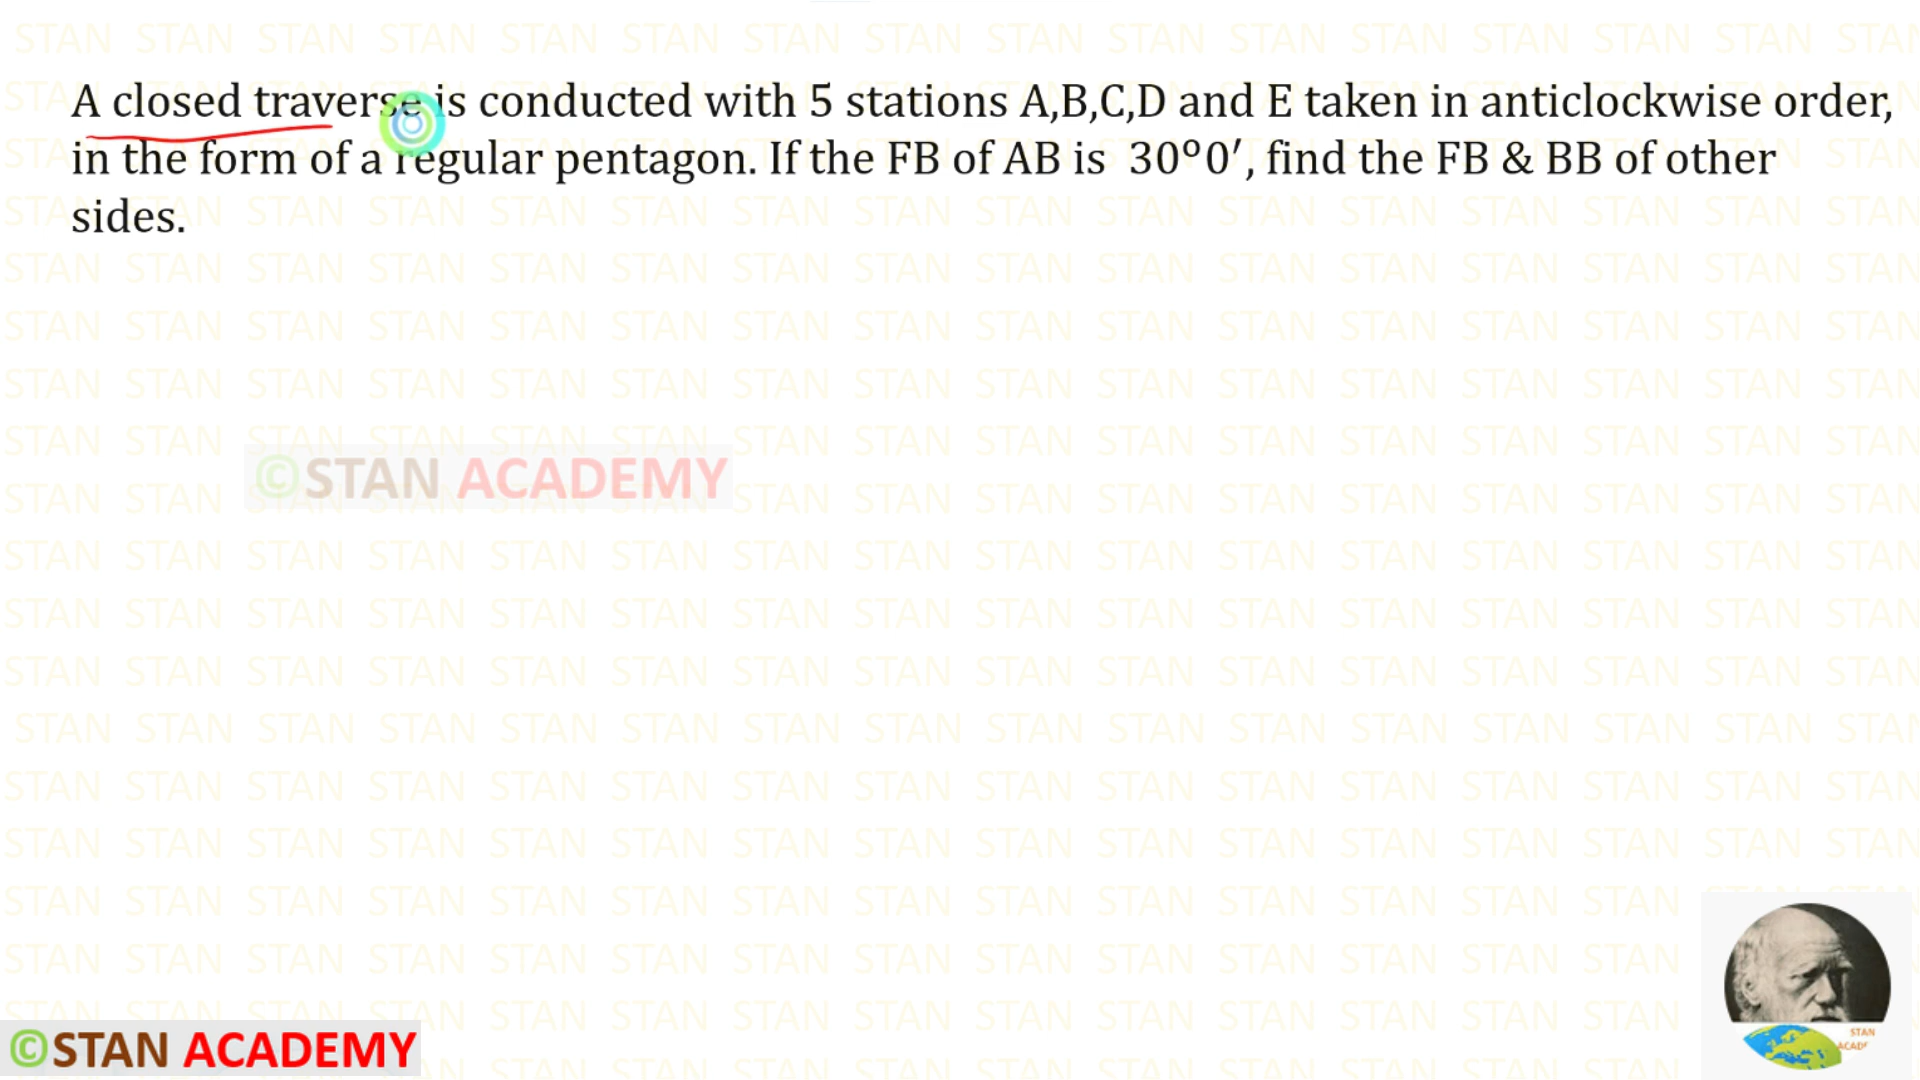 A closed traverse is conducted with 5 stations A,B,C,D and E taken in anticlockwise order,
in the form of a regular pentagon. If the FB of AB is 30°0′, find the FB & BB of other
sides.
©STAN ACADEMY
©STAN ACADEMY
STAN